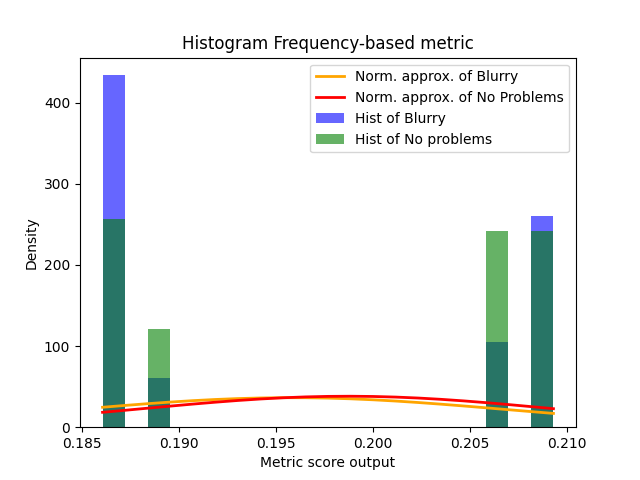 Histogram Frequency-based metric
Norm. approx. of Blurry
Norm. approx. of No Problems
Hist of Blurry
Hist of No problems
Density
400
300
200
100
0
0.185
0.190
0.195
0.200
0.205
0.210
Metric score output